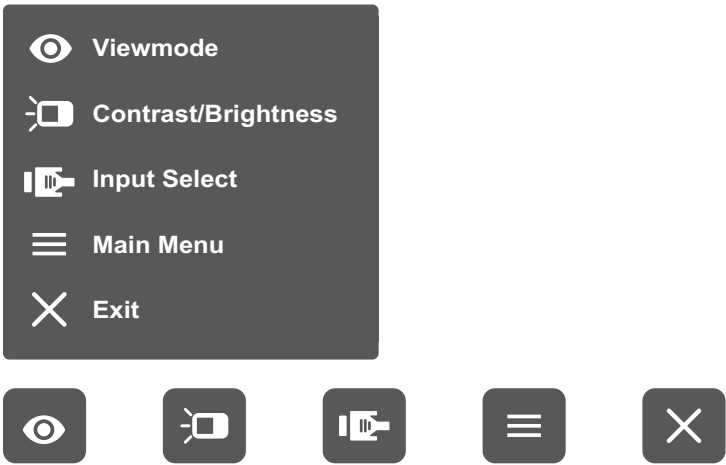 Viewmode
Contrast/Brightness
Input Select
Main Menu
Exit